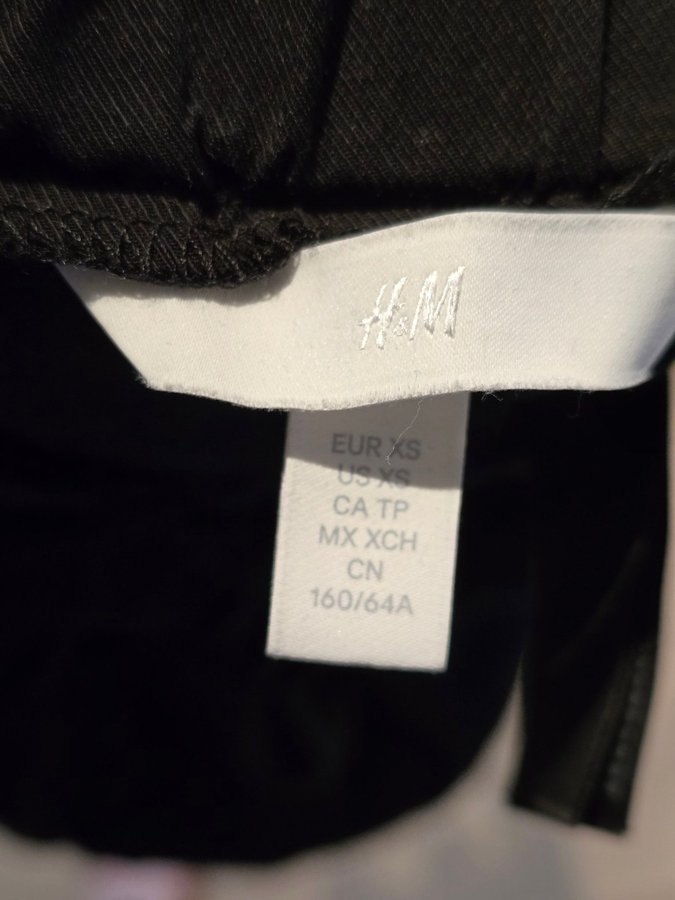 H&M
EUR XS
US XS
CA TP
MX XCH
CN
160/64A